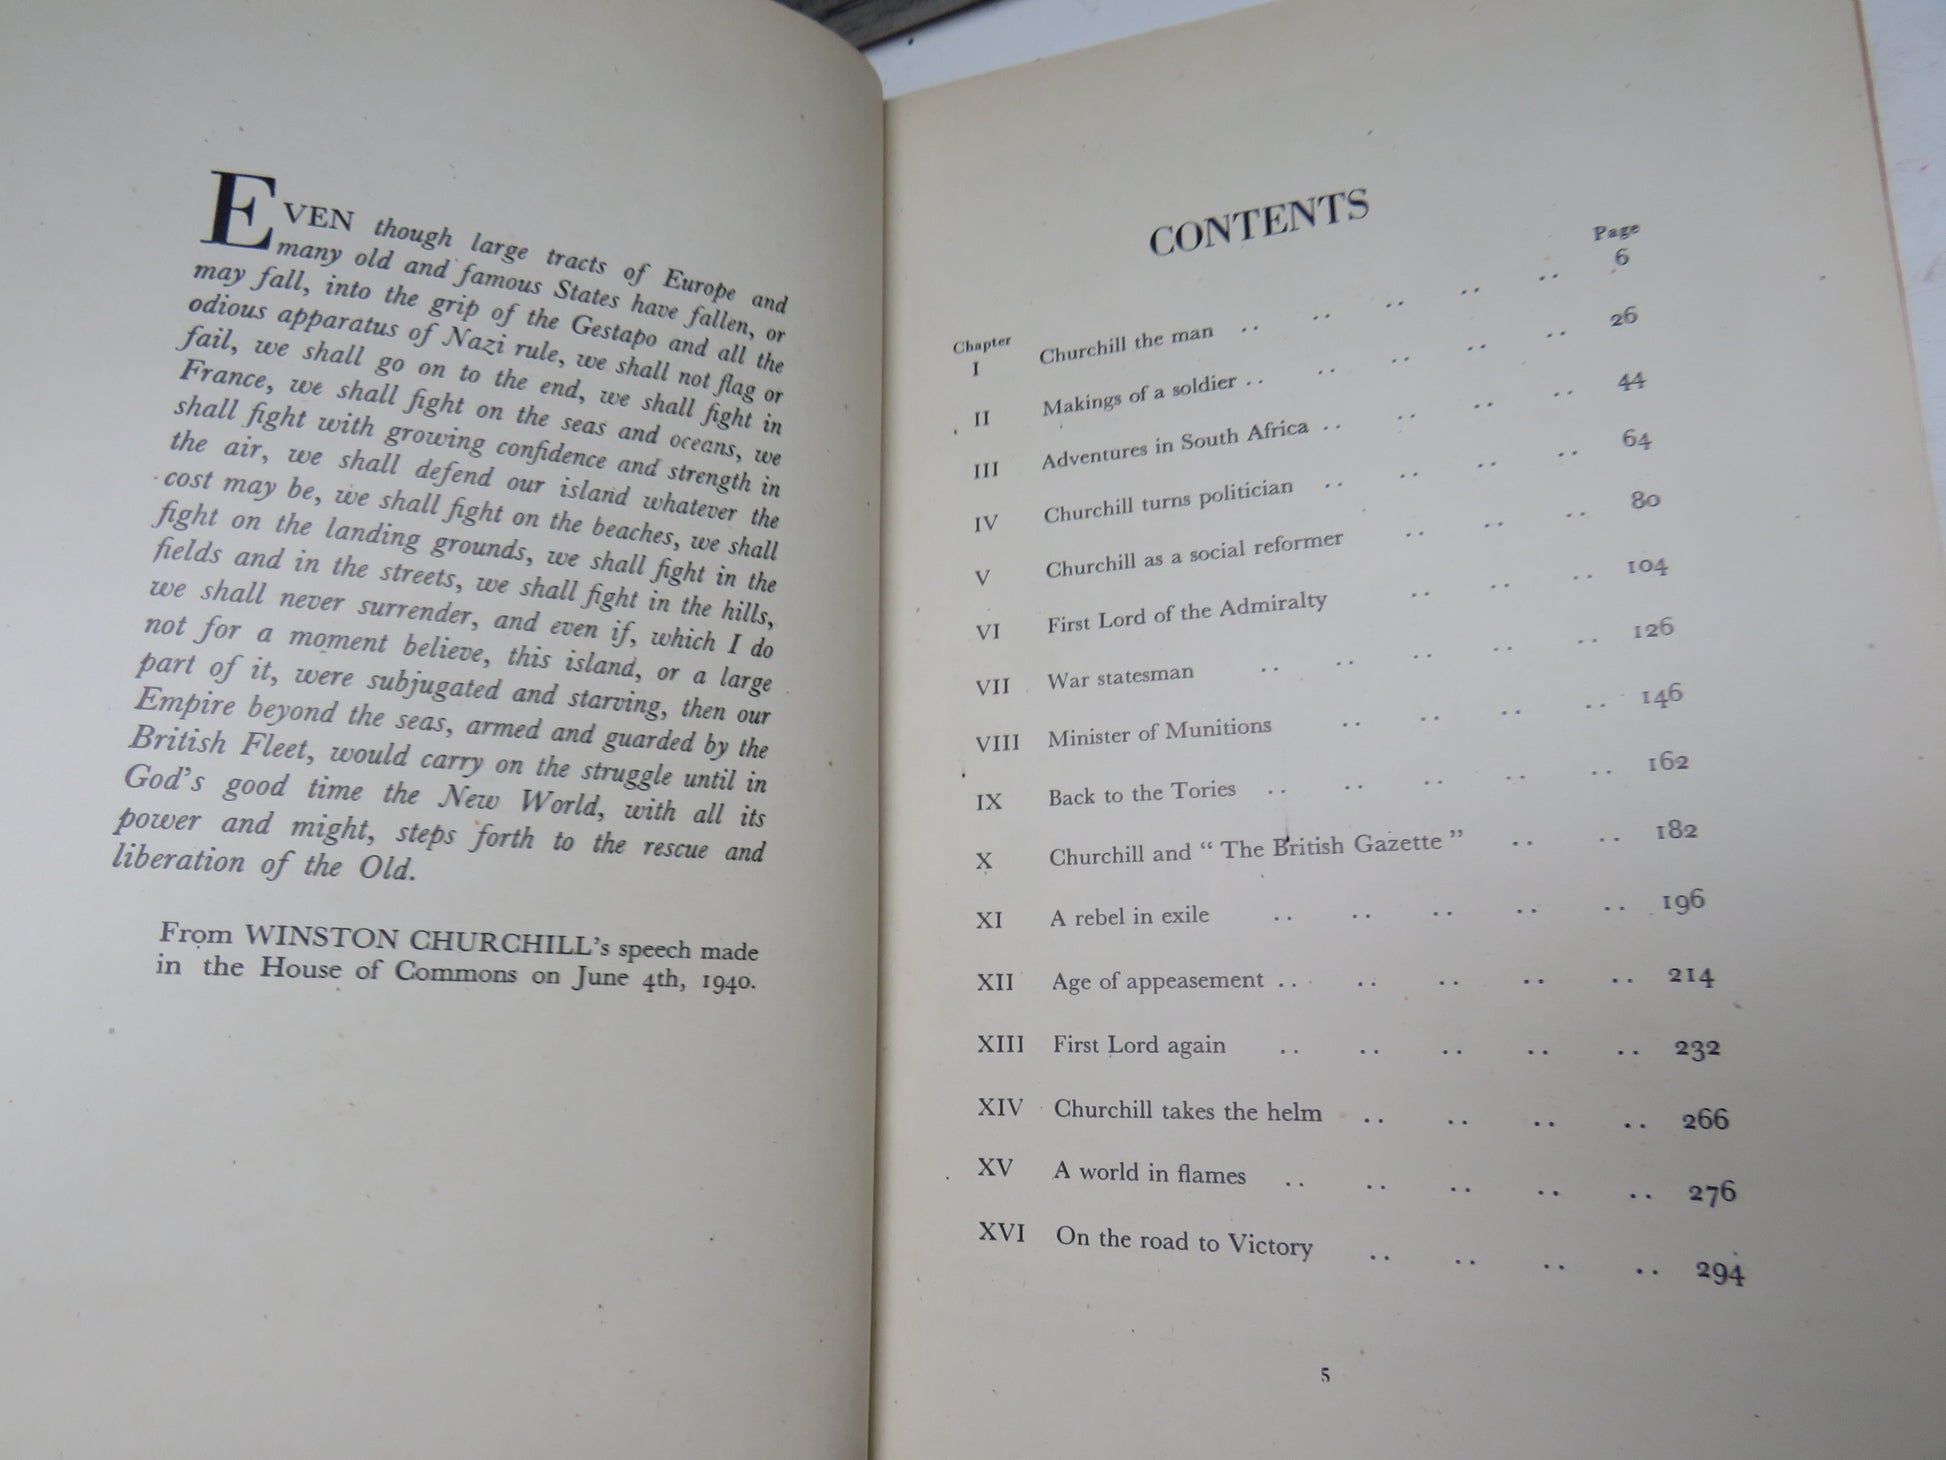 EVEN though large tracts of Europe and
many old and famous States have fallen, or
may fall, into the grip of the Gestapo and all the
odious apparatus of Nazi rule, we shall not flag or
fail, we shall go on to the end, we shall fight in
France, we shall fight on the seas and oceans, we
shall fight with growing confidence and strength in
the air, we shall defend our island whatever the
cost may be, we shall fight on the beaches, we shall
fight on the landing grounds, we shall fight in the
fields and in the streets, we shall fight in the hills,
we shall never surrender, and even if, which I do
not for a moment believe, this island, or a large
part of it, were subjugated and starving, then our
Empire beyond the seas, armed and guarded by the
British Fleet, would carry on the struggle until in
God's good time the New World, with all its
power and might, steps forth to the rescue and
liberation of the Old.
From WINSTON CHURCHILL's speech made
in the House of Commons on June 4th, 1940.
CONTENTS
Chapter Page
I Churchill the man .. .. .. .. .. 6
II Makings of a soldier .. .. .. .. .. 26
III Adventures in South Africa .. .. .. .. 44
IV Churchill turns politician .. .. .. .. 64
V Churchill as a social reformer .. .. .. 80
VI First Lord of the Admiralty .. .. .. 104
VII War statesman .. .. .. .. .. 126
VIII Minister of Munitions .. .. .. .. 146
IX Back to the Tories .. .. .. .. .. 162
X Churchill and “ The British Gazette ” .. .. 182
XI A rebel in exile .. .. .. .. .. 196
XII Age of appeasement .. .. .. .. .. 214
XIII First Lord again .. .. .. .. .. 232
XIV Churchill takes the helm .. .. .. .. 266
XV A world in flames .. .. .. .. .. 276
XVI On the road to Victory .. .. .. .. 294
5